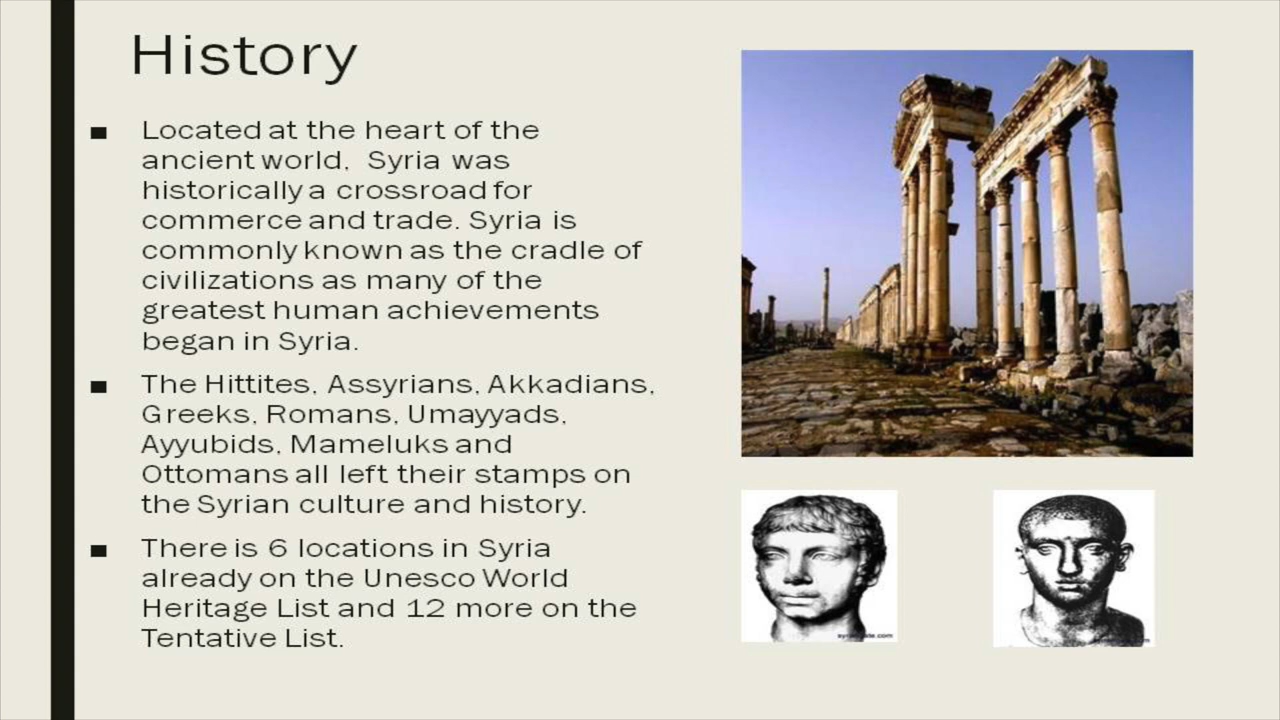 History
■ Located at the heart of the
ancient world, Syria was
historically a crossroad for
commerce and trade. Syria is
commonly known as the cradle of
civilizations as many of the
greatest human achievements
began in Syria.
■ The Hittites, Assyrians, Akkadians,
Greeks, Romans, Umayyads,
Ayyubids, Mameluks and
Ottomans all left their stamps on
the Syrian culture and history.
■ There is 6 locations in Syria
already on the Unesco World
Heritage List and 12 more on the
Tentative List.